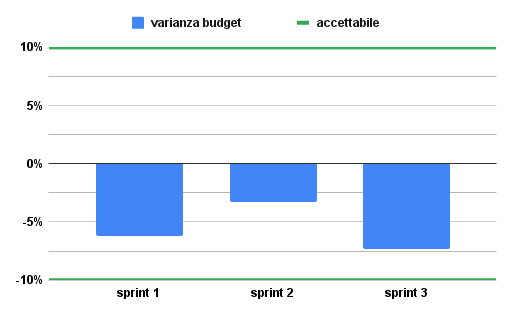 varianza budget
accettabile
10%
5%
0%
-5%
-10%
sprint 1
sprint 2
sprint 3